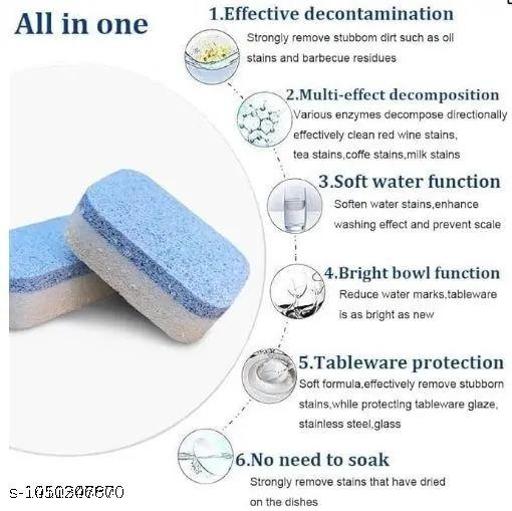 All in one
1.Effective decontamination
Strongly remove stubbom dirt such as oil
stains and barbecue residues
2.Multi-effect decomposition
Various enzymes decompose directionally
effectively clean red wine stains,
tea stains,coffe stains,milk stains
3.Soft water function
Soften water stains,enhance
washing effect and prevent scale
4.Bright bowl function
Reduce water marks,tableware
is as bright as new
5.Tableware protection
Soft formula,effectively remove stubborn
stains,while protecting tableware glaze,
stainless steel,glass
6.No need to soak
Strongly remove stains that have dried
on the dishes